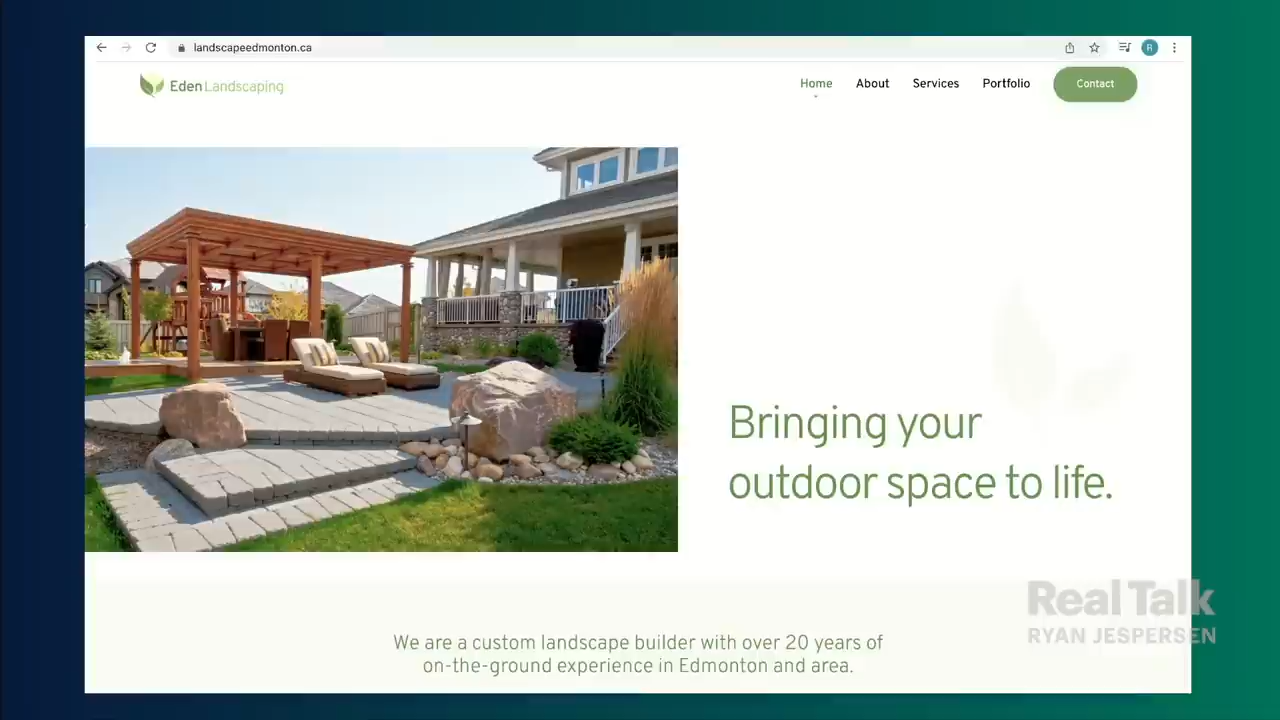 landscapeedmonton.ca
R
Eden Landscaping
Home
About
Services
Portfolio
Contact
Bringing your
outdoor space to life.
Real Talk
RYAN JESPERSEN
We are a custom landscape builder with over 20 years of
on-the-ground experience in Edmonton and area.